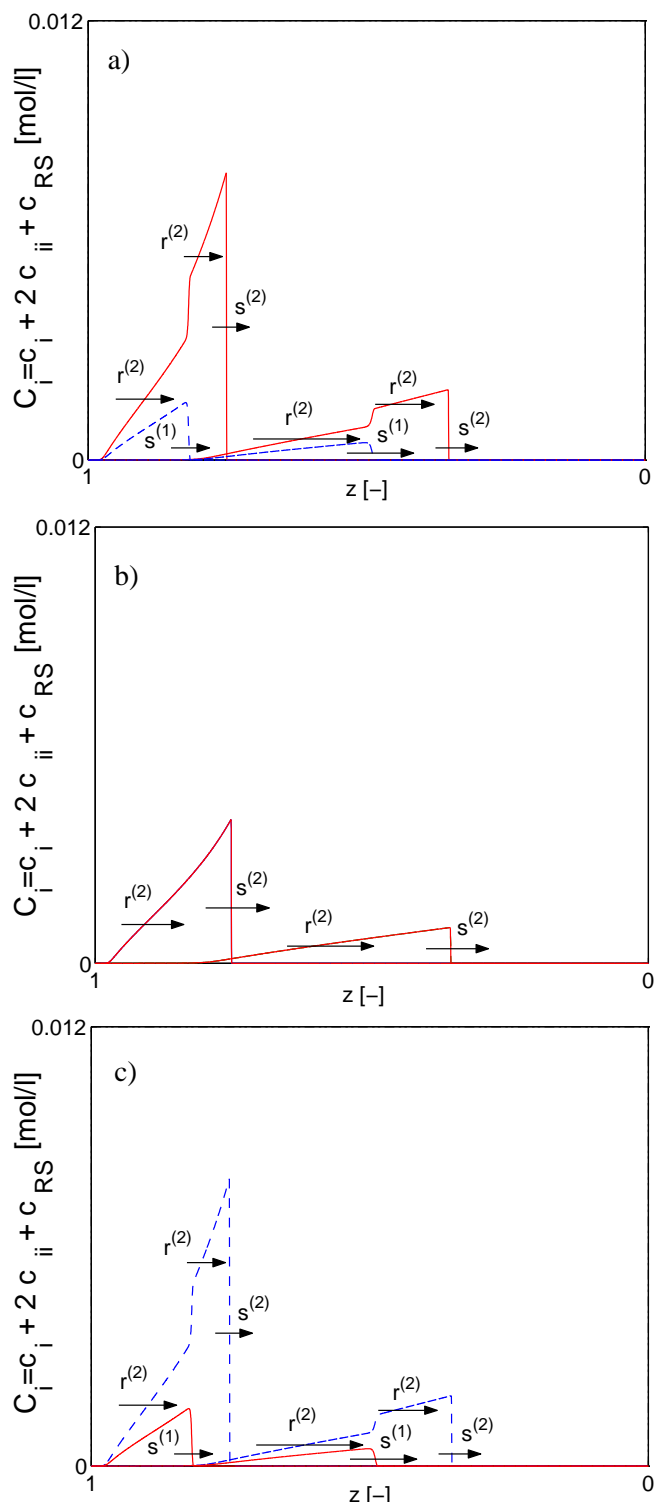 0.012
a)
C_i=c_i + 2 c_ii + c_RS [mol/l]
r^(2)
s^(2)
r^(2)
r^(2)
r^(2)
s^(1)
s^(1)
s^(2)
0
1
z [–]
0
0.012
b)
C_i=c_i + 2 c_ii + c_RS [mol/l]
r^(2)
s^(2)
r^(2)
s^(2)
0
1
z [–]
0
0.012
c)
C_i=c_i + 2 c_ii + c_RS [mol/l]
r^(2)
s^(2)
r^(2)
r^(2)
r^(2)
s^(1)
s^(1)
s^(2)
0
1
z [–]
0